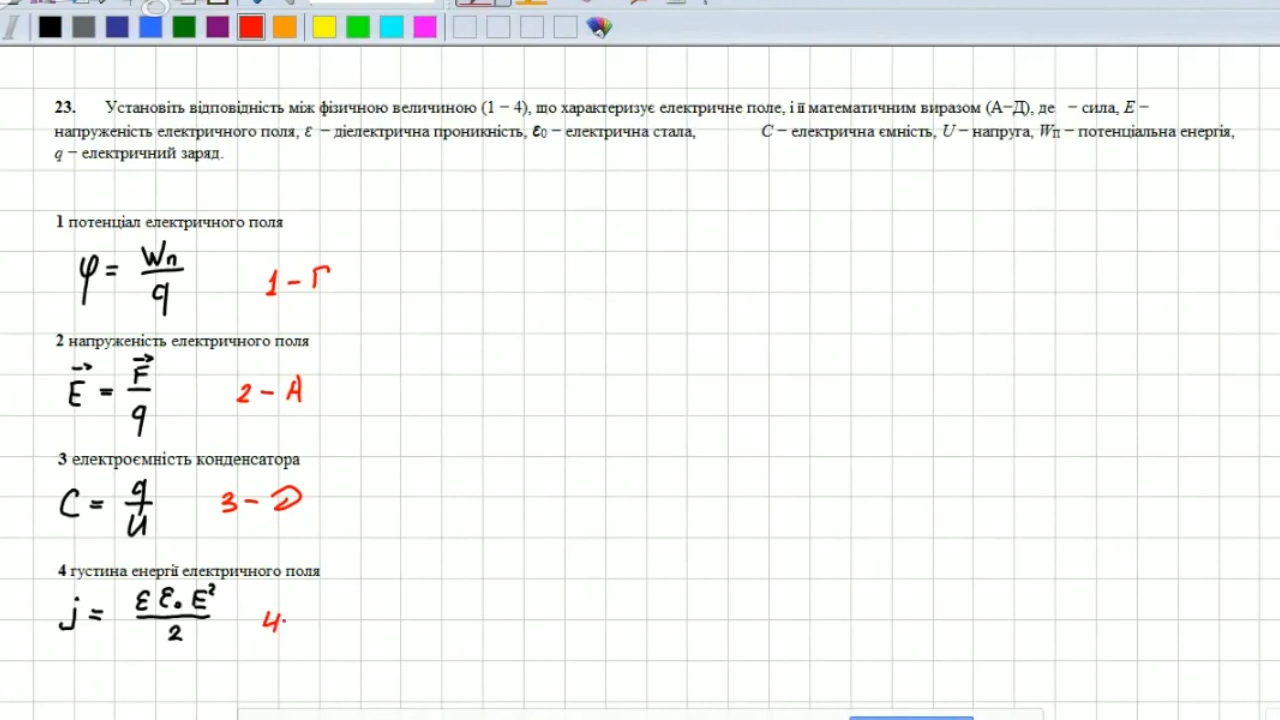 23. Установіть відповідність між фізичною величиною (1 − 4), що характеризує електричне поле, і її математичним виразом (А−Д), де − сила, E −
напруженість електричного поля, ε − діелектрична проникність, ε0 − електрична стала, C − електрична ємність, U − напруга, Wп − потенціальна енергія,
q − електричний заряд.
1 потенціал електричного поля
φ = Wп / q 1 − Г
2 напруженість електричного поля
E⃗ = F⃗ / q 2 − А
3 електроємність конденсатора
C = q / U 3 − Д
4 густина енергії електричного поля
j = ε ε₀ E² / 2 4